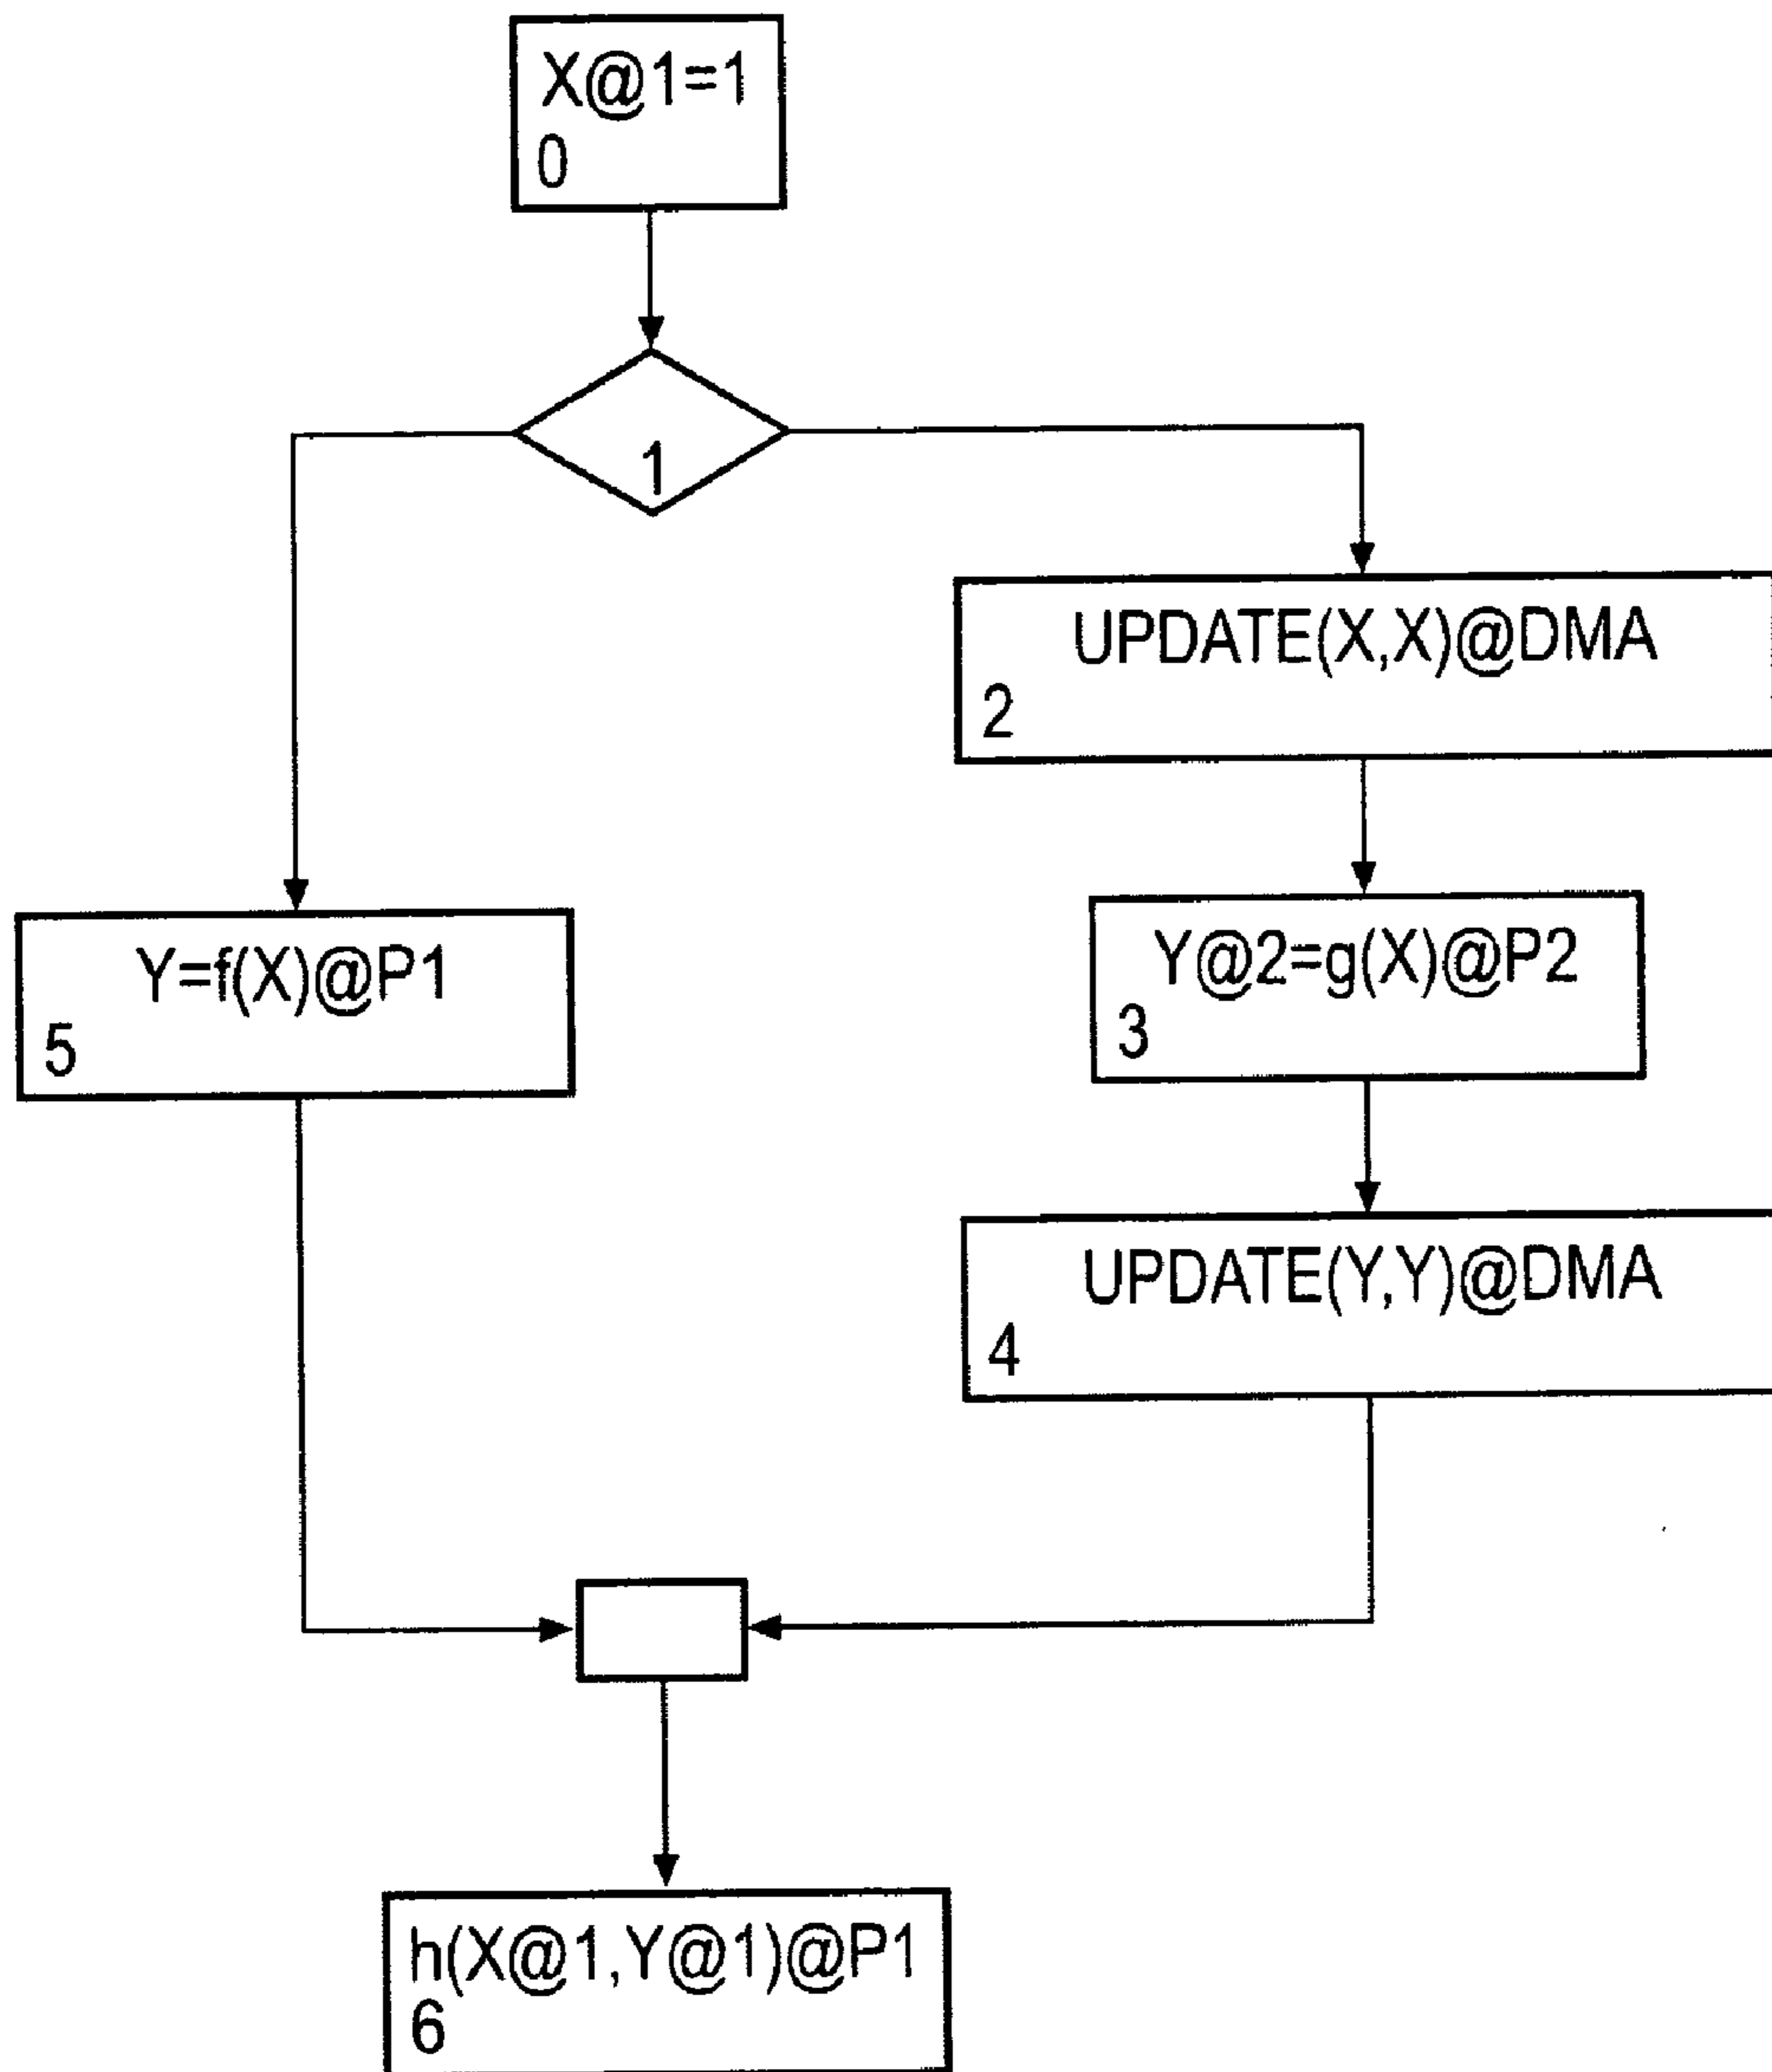 X@1=1
0
1
UPDATE(X,X)@DMA
2
Y=f(X)@P1
5
Y@2=g(X)@P2
3
UPDATE(Y,Y)@DMA
4
h(X@1,Y@1)@P1
6